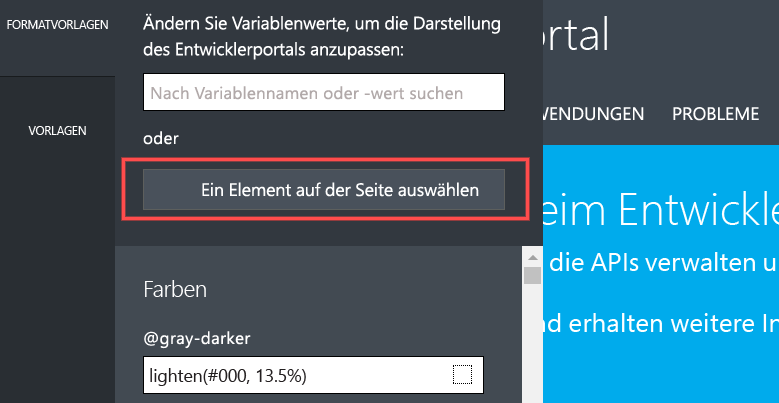 FORMATVORLAGEN
VORLAGEN
Ändern Sie Variablenwerte, um die Darstellung
des Entwicklerportals anzupassen:
Nach Variablennamen oder -wert suchen
oder
Ein Element auf der Seite auswählen
Farben
@gray-darker
lighten(#000, 13.5%)
ortal
WENDUNGEN PROBLEME
eim Entwickle
die APIs verwalten u
nd erhalten weitere In